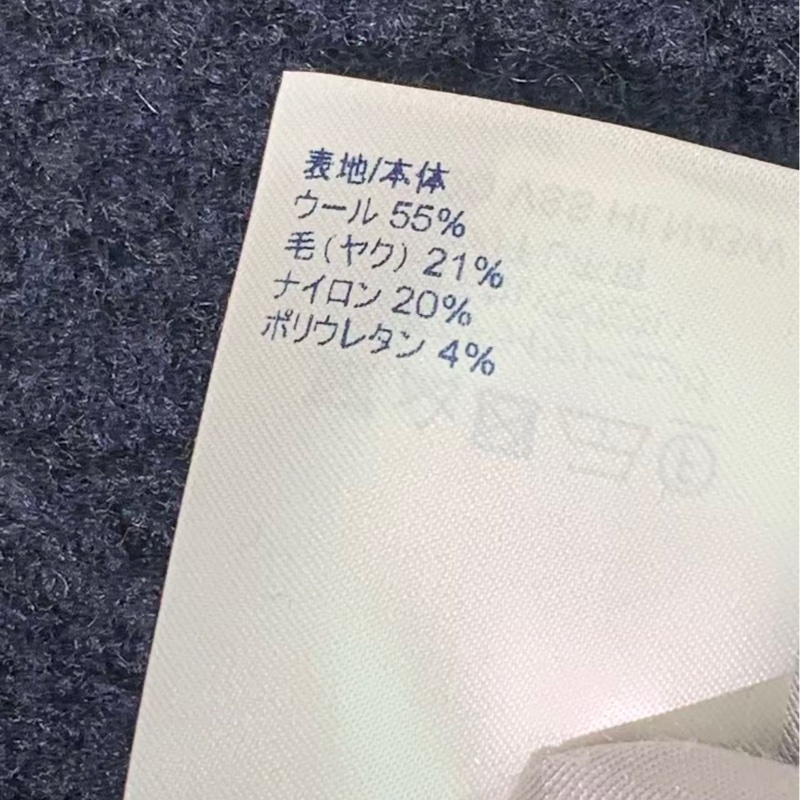 表地/本体
ウール 55%
毛(ヤク) 21%
ナイロン 20%
ポリウレタン 4%